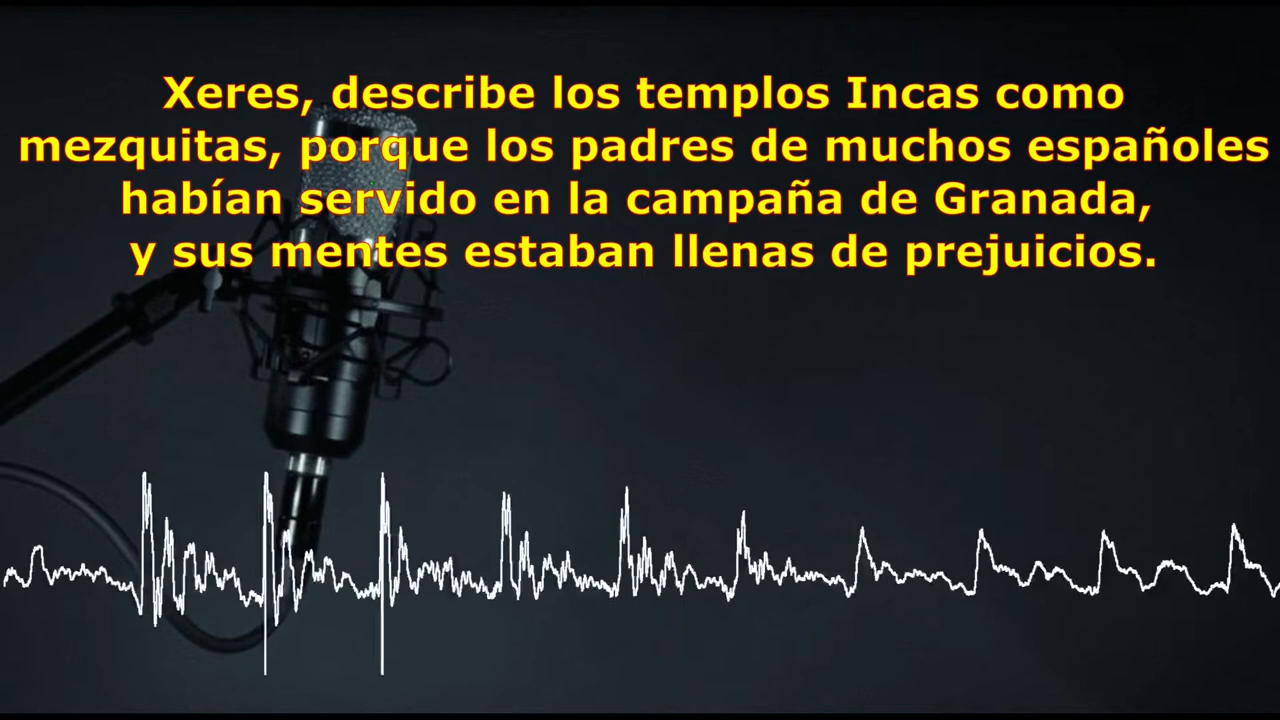 Xeres, describe los templos Incas como
mezquitas, porque los padres de muchos españoles
habían servido en la campaña de Granada,
y sus mentes estaban llenas de prejuicios.